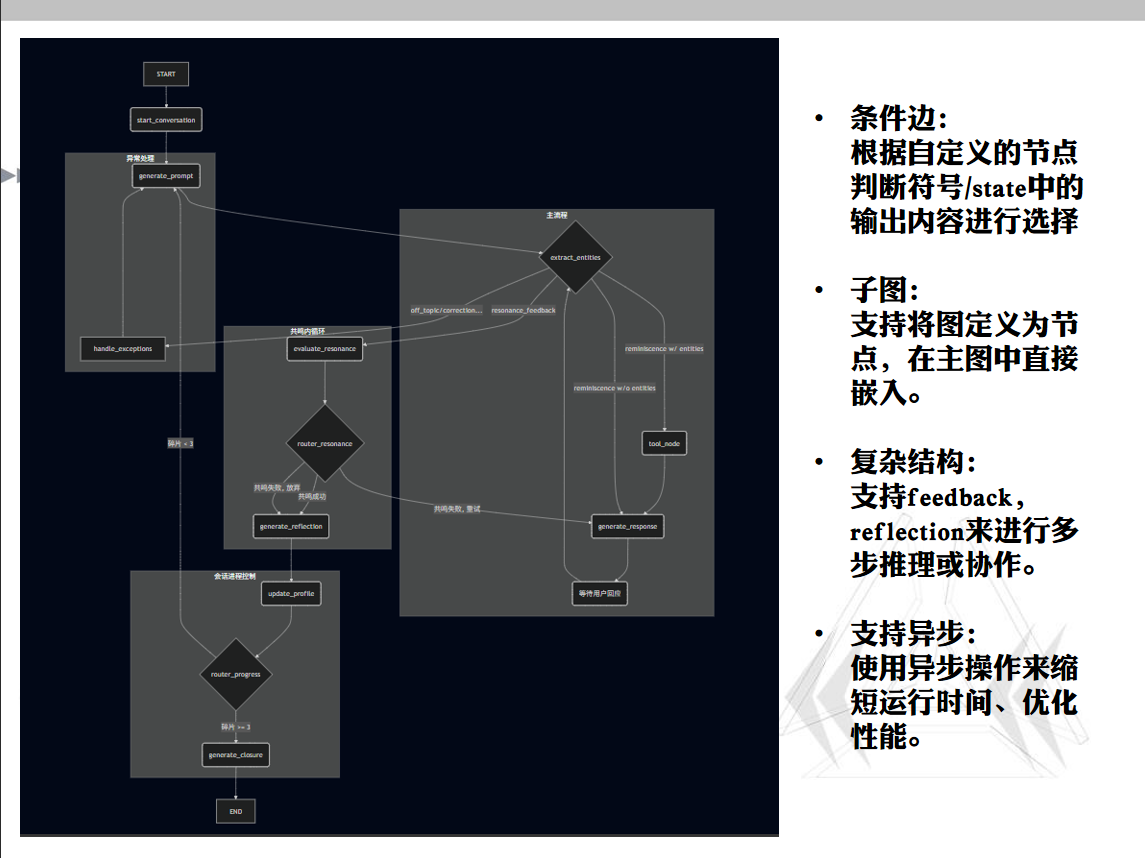 START
start_conversation
异常处理
generate_prompt
主流程
extract_entities
off_topic/correction...
resonance_feedback
共鸣内循环
handle_exceptions
evaluate_resonance
reminiscence w/ entities
reminiscence w/o entities
碎片 < 3
router_resonance
tool_node
共鸣失败, 放弃
共鸣成功
共鸣失败, 重试
generate_reflection
generate_response
会话进程控制
update_profile
等待用户回应
router_progress
碎片 >= 3
generate_closure
END
• 条件边：
根据自定义的节点
判断符号/state中的
输出内容进行选择
• 子图：
支持将图定义为节
点，在主图中直接
嵌入。
• 复杂结构：
支持feedback，
reflection来进行多
步推理或协作。
• 支持异步：
使用异步操作来缩
短运行时间、优化
性能。